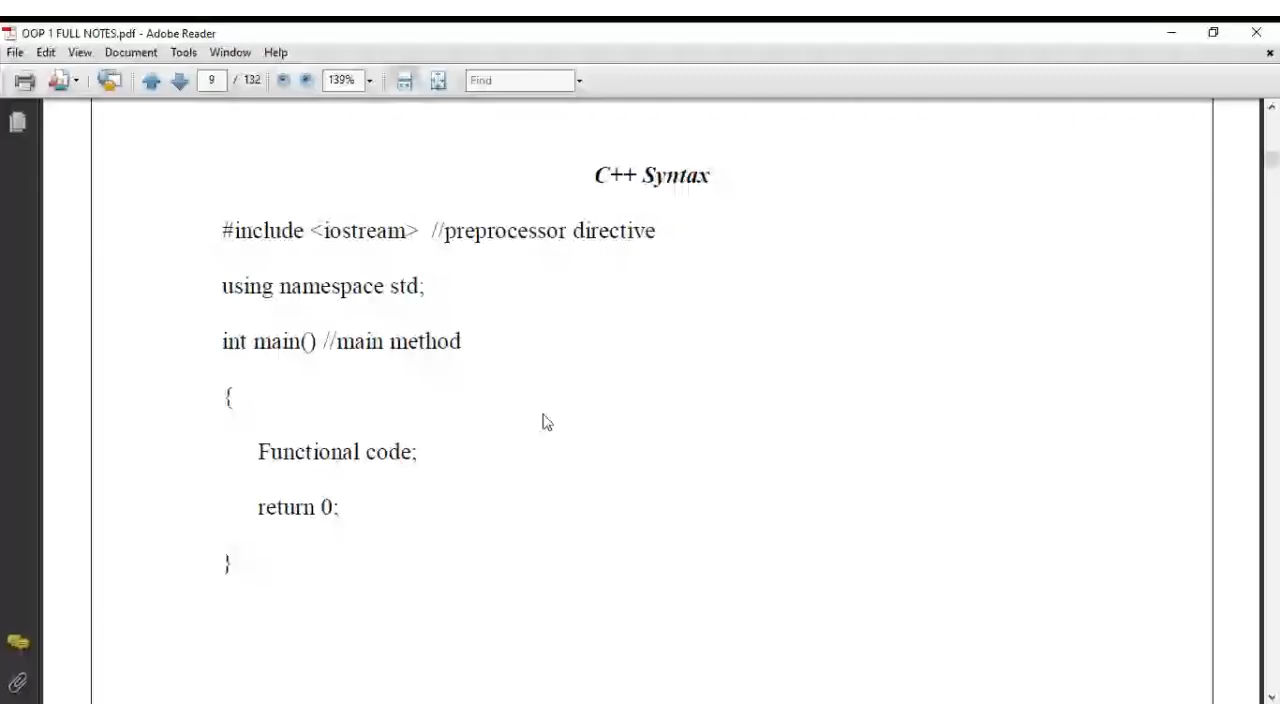 OOP 1 FULL NOTES.pdf - Adobe Reader
File Edit View Document Tools Window Help
9 / 132 139% Find
C++ Syntax
#include <iostream> //preprocessor directive
using namespace std;
int main() //main method
{
Functional code;
return 0;
}